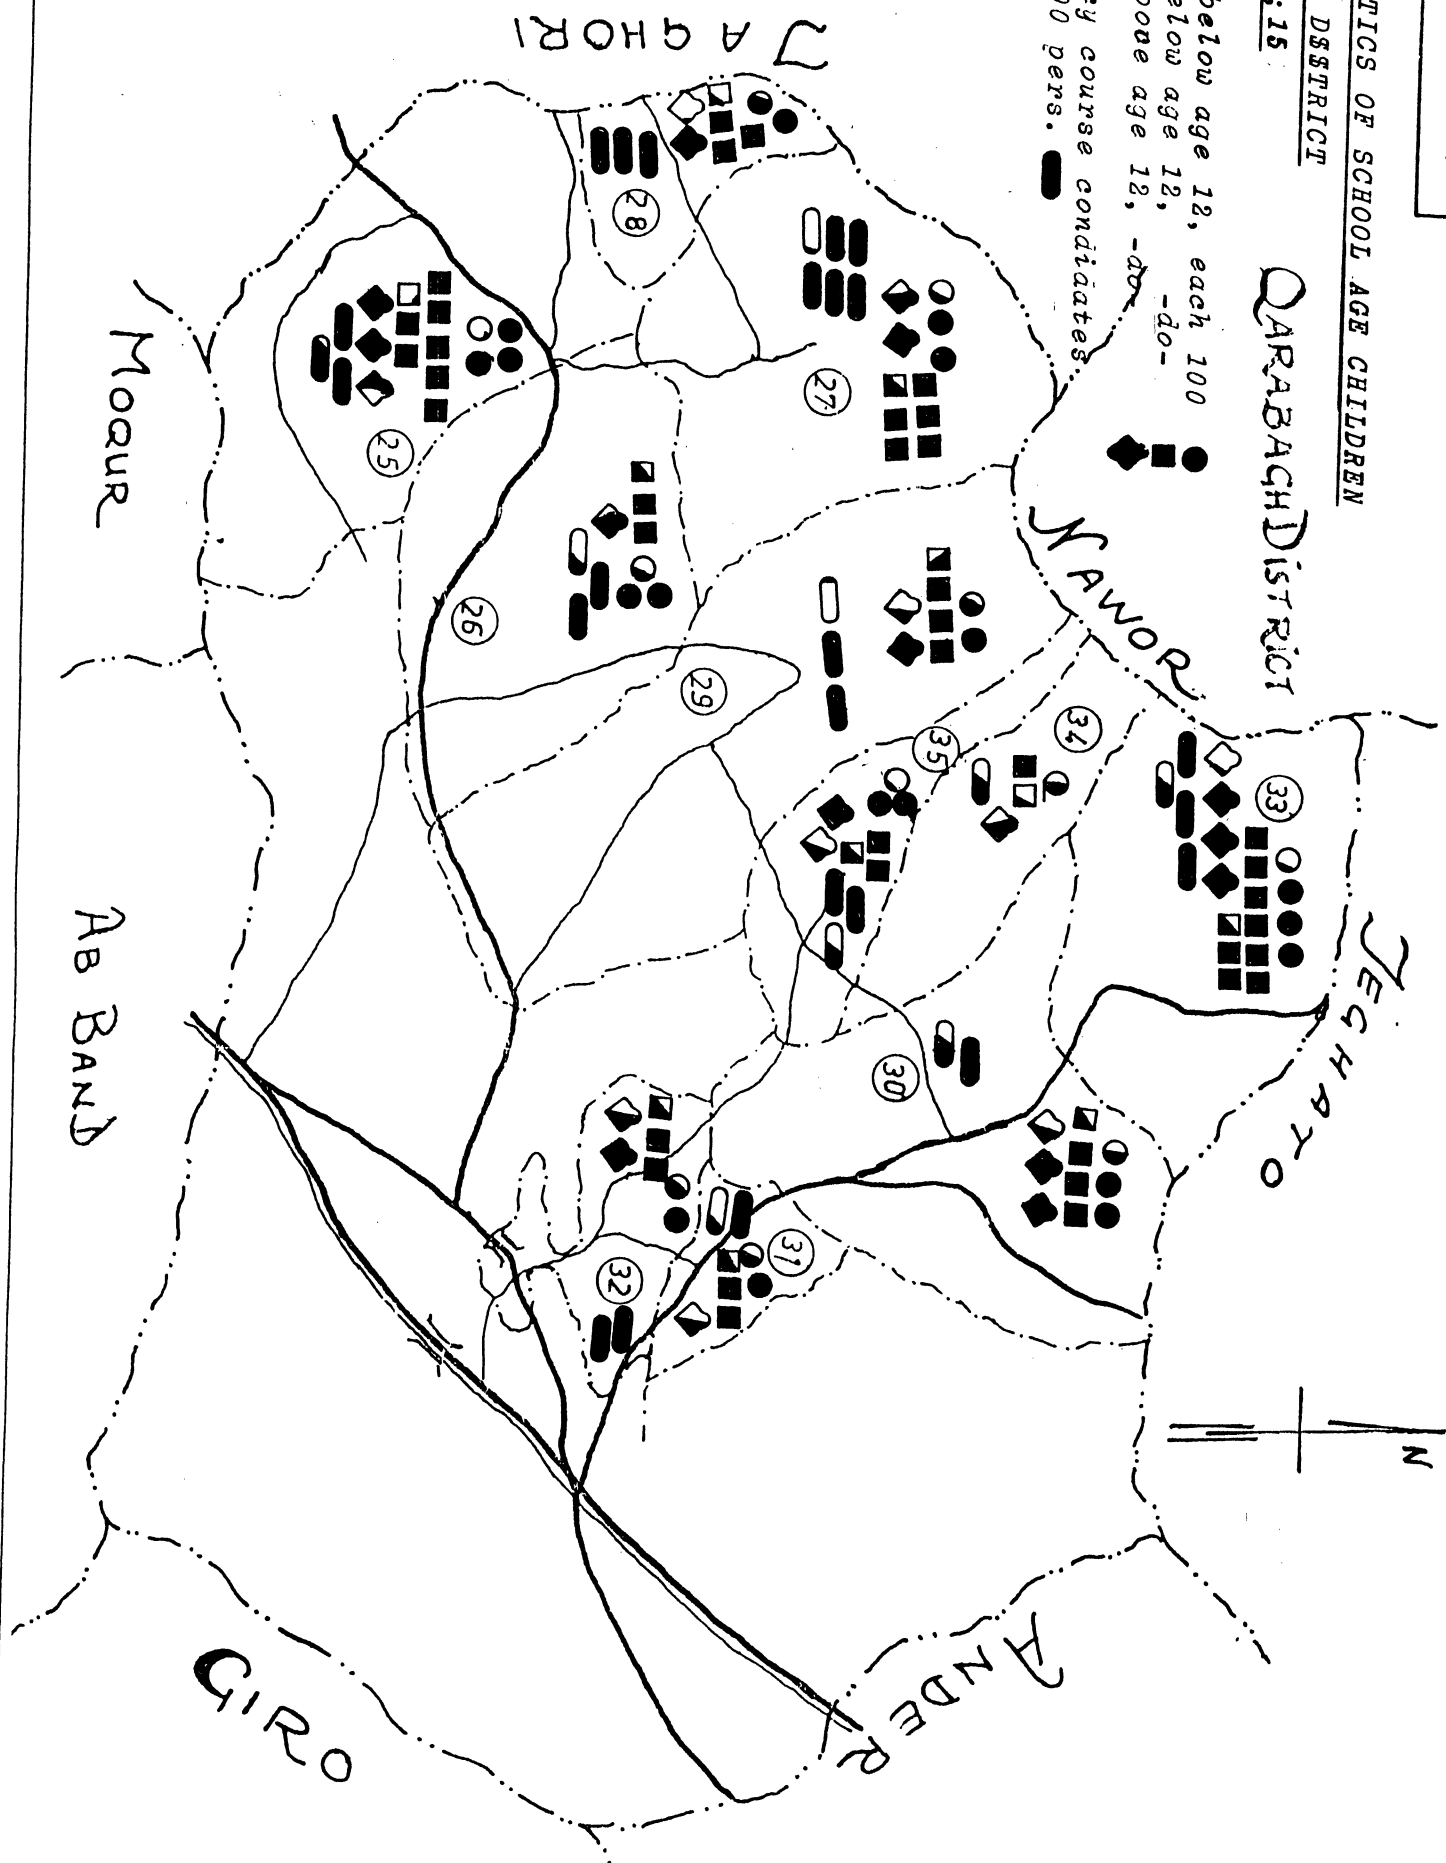 TICS OF SCHOOL AGE CHILDREN
DSSTRICT
:15
below age 12, each 100
elow age 12, -do-
bove age 12, -do-
y course condidates
00 pers.
QARABAGH DISTRICT
N
NAWOR
JEGHATO
JAGHORI
ANDER
MOQUR
AB BAND
GIRO
33
34
35
27
28
29
30
31
32
26
25